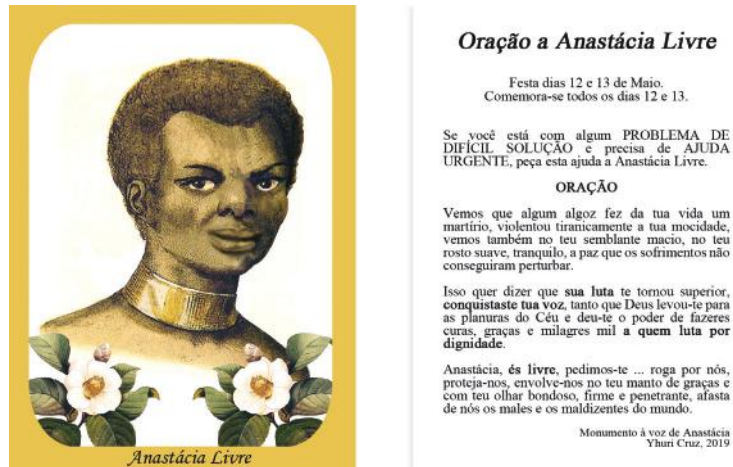 Anastácia Livre
Oração a Anastácia Livre
Festa dias 12 e 13 de Maio.
Comemora-se todos os dias 12 e 13.
Se você está com algum PROBLEMA DE
DIFÍCIL SOLUÇÃO e precisa de AJUDA
URGENTE, peça esta ajuda a Anastácia Livre.
ORAÇÃO
Vemos que algum algoz fez da tua vida um
martírio, violentou tiranicamente a tua mocidade,
vemos também no teu semblante macio, no teu
rosto suave, tranquilo, a paz que os sofrimentos não
conseguiram perturbar.
Isso quer dizer que sua luta te tornou superior,
conquistaste tua voz, tanto que Deus levou-te para
as planuras do Céu e deu-te o poder de fazeres
curas, graças e milagres mil a quem luta por
dignidade.
Anastácia, és livre, pedimos-te ... roga por nós,
proteja-nos, envolve-nos no teu manto de graças e
com teu olhar bondoso, firme e penetrante, afasta
de nós os males e os maldizentes do mundo.
Monumento à voz de Anastácia
Yhuri Cruz, 2019